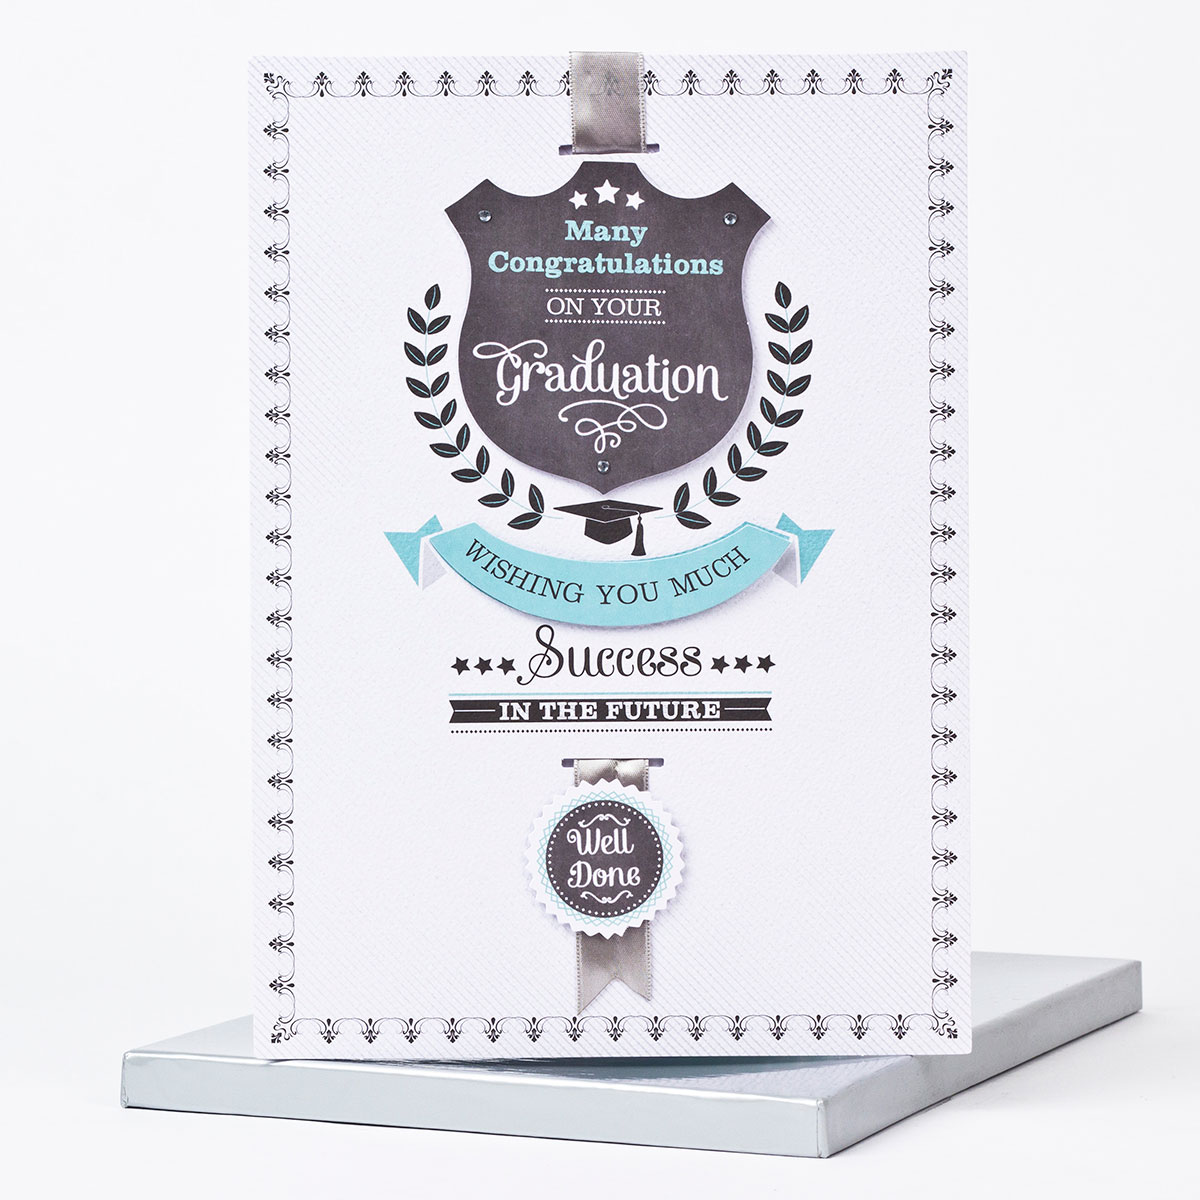 Many
Congratulations
ON YOUR
Graduation
WISHING YOU MUCH
Success
IN THE FUTURE
Well
Done